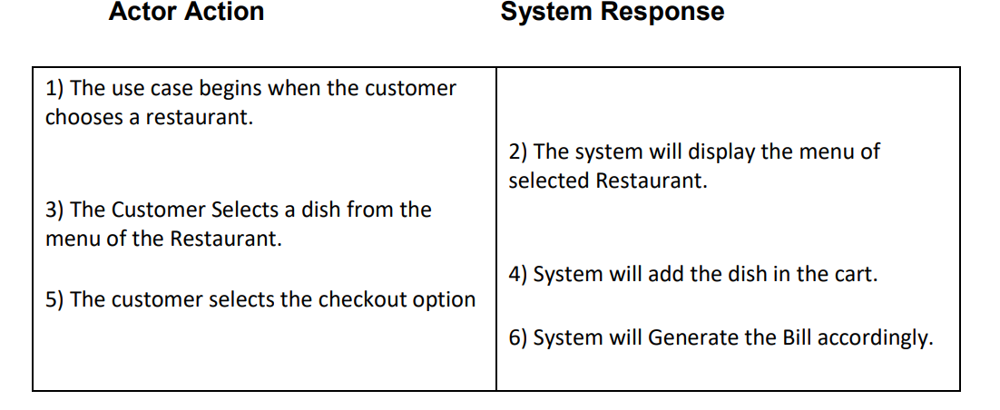 Actor Action
System Response
1) The use case begins when the customer
chooses a restaurant.
2) The system will display the menu of
selected Restaurant.
3) The Customer Selects a dish from the
menu of the Restaurant.
4) System will add the dish in the cart.
5) The customer selects the checkout option
6) System will Generate the Bill accordingly.